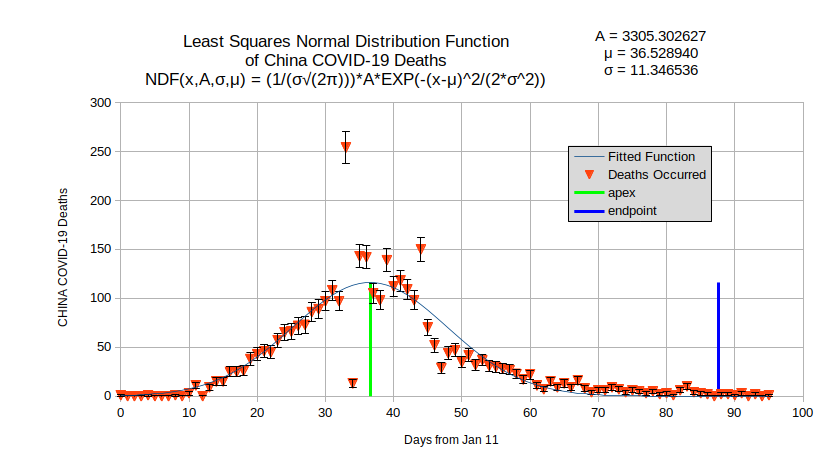 Least Squares Normal Distribution Function
of China COVID-19 Deaths
NDF(x,A,σ,μ) = (1/(σ√(2π)))*A*EXP(-(x-μ)^2/(2*σ^2))
A = 3305.302627
μ = 36.528940
σ = 11.346536
300
250
200
150
100
50
0
CHINA COVID-19 Deaths
Fitted Function
Deaths Occurred
apex
endpoint
0 10 20 30 40 50 60 70 80 90 100
Days from Jan 11